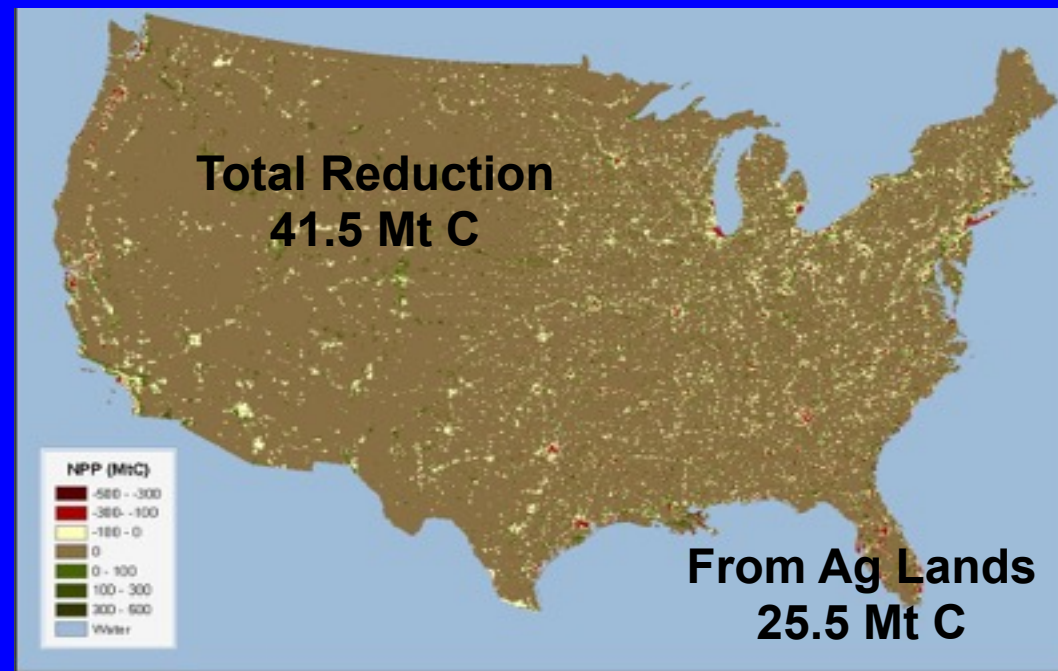 Total Reduction
41.5 Mt C
NPP (MtC)
-500 - -300
-300- -100
-100 - 0
0
0 - 100
100 - 300
300 - 600
Water
From Ag Lands
25.5 Mt C